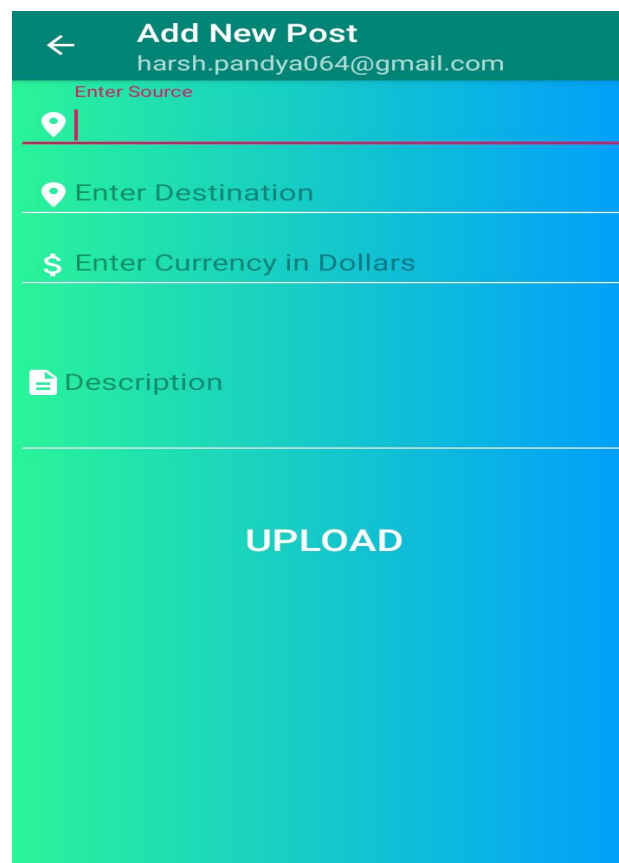 Add New Post
harsh.pandya064@gmail.com
Enter Source
Enter Destination
$ Enter Currency in Dollars
Description
UPLOAD